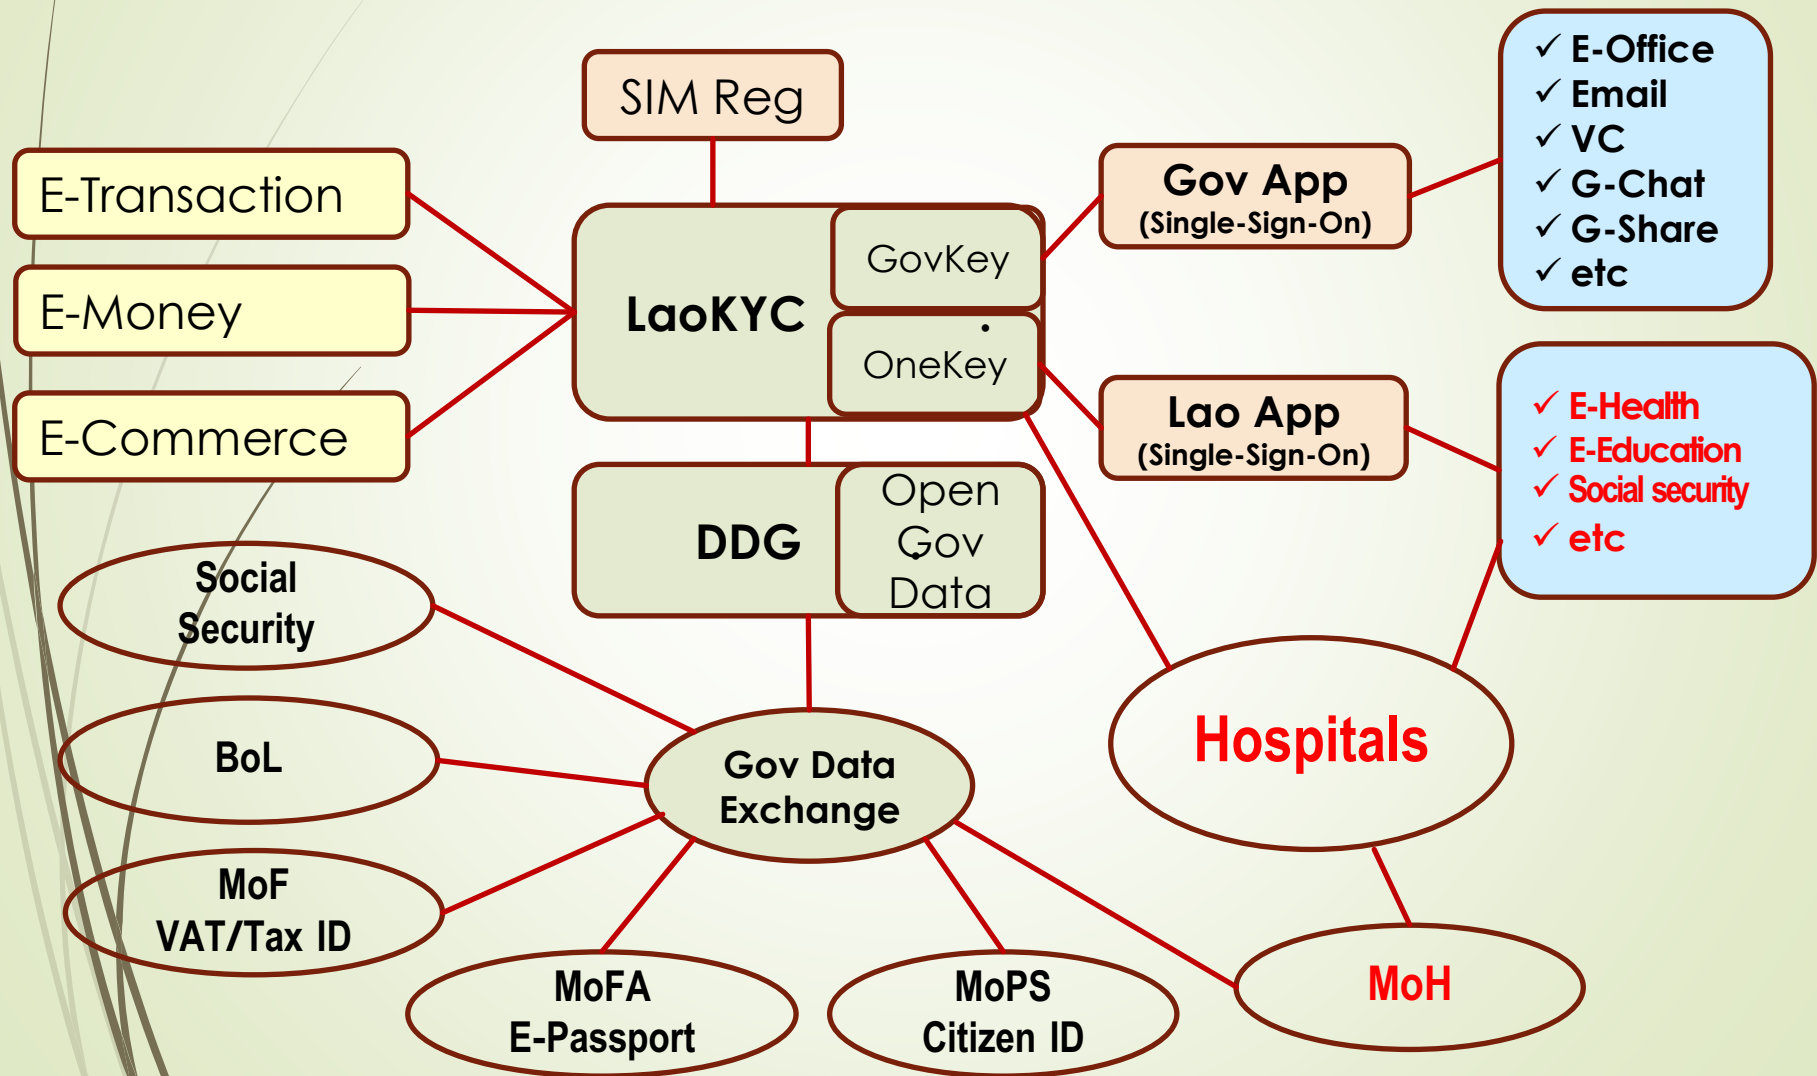 SIM Reg
E-Transaction
E-Money
E-Commerce
LaoKYC
GovKey
OneKey
Gov App
(Single-Sign-On)
✓ E-Office
✓ Email
✓ VC
✓ G-Chat
✓ G-Share
✓ etc
Lao App
(Single-Sign-On)
✓ E-Health
✓ E-Education
✓ Social security
✓ etc
DDG
Open
Gov
Data
Social
Security
BoL
MoF
VAT/Tax ID
Gov Data
Exchange
Hospitals
MoFA
E-Passport
MoPS
Citizen ID
MoH